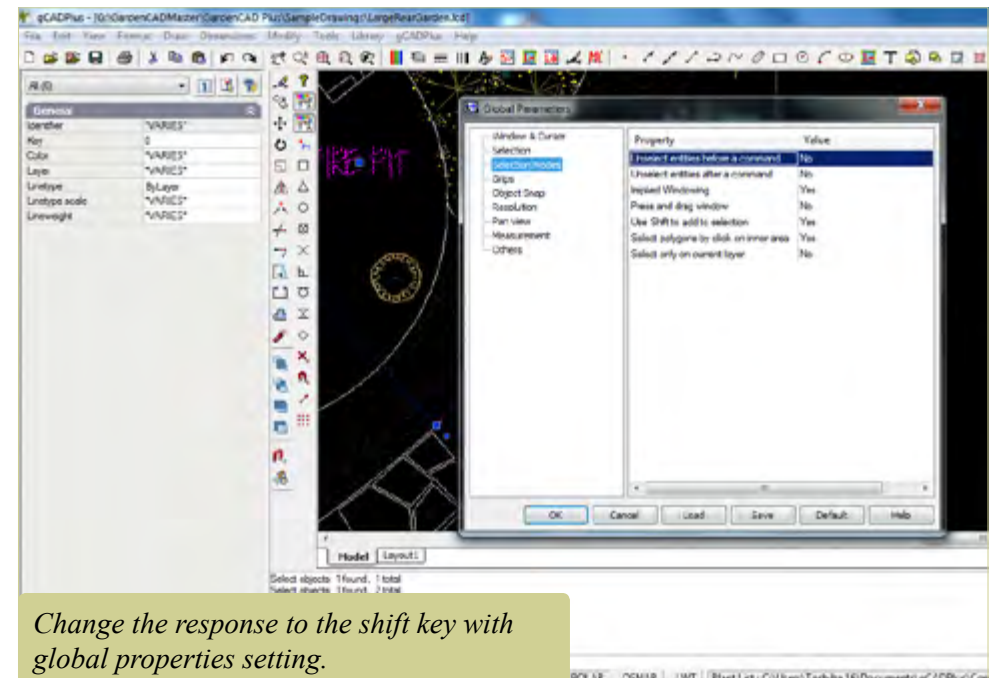 gCADPlus - [G:\GardenCADMaster\GardenCAD Plus\SampleDrawings\LargeRearGarden.lcd]
File Edit View Format Draw Dimensions Modify Tools Library gCADPlus Help
All (6)
General
Identifier *VARIES*
Key 0
Color *VARIES*
Layer *VARIES*
Linetype ByLayer
Linetype scale *VARIES*
Lineweight *VARIES*
FIRE PIT
Global Parameters
Window & Cursor
Selection
Selection Modes
Grips
Object Snap
Resolution
Pan view
Measurement
Others
Property Value
Unselect entities before a command No
Unselect entities after a command No
Implied Windowing Yes
Press and drag window No
Use Shift to add to selection Yes
Select polygons by click on inner area Yes
Select only on current layer No
OK Cancel Load Save Default Help
Model Layout1
Select objects: 1 found, 1 total
Select objects: 1 found, 2 total
Change the response to the shift key with
global properties setting.